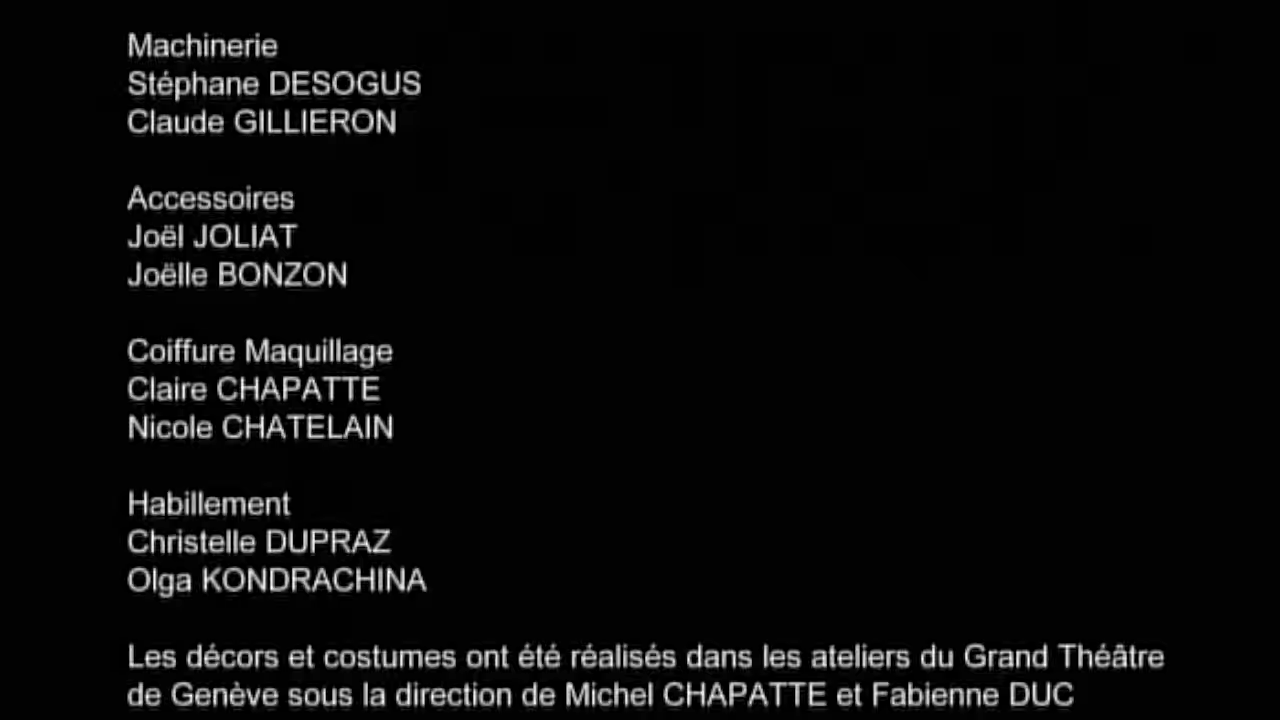 Machinerie
Stéphane DESOGUS
Claude GILLIERON
Accessoires
Joël JOLIAT
Joëlle BONZON
Coiffure Maquillage
Claire CHAPATTE
Nicole CHATELAIN
Habillement
Christelle DUPRAZ
Olga KONDRACHINA
Les décors et costumes ont été réalisés dans les ateliers du Grand Théâtre
de Genève sous la direction de Michel CHAPATTE et Fabienne DUC